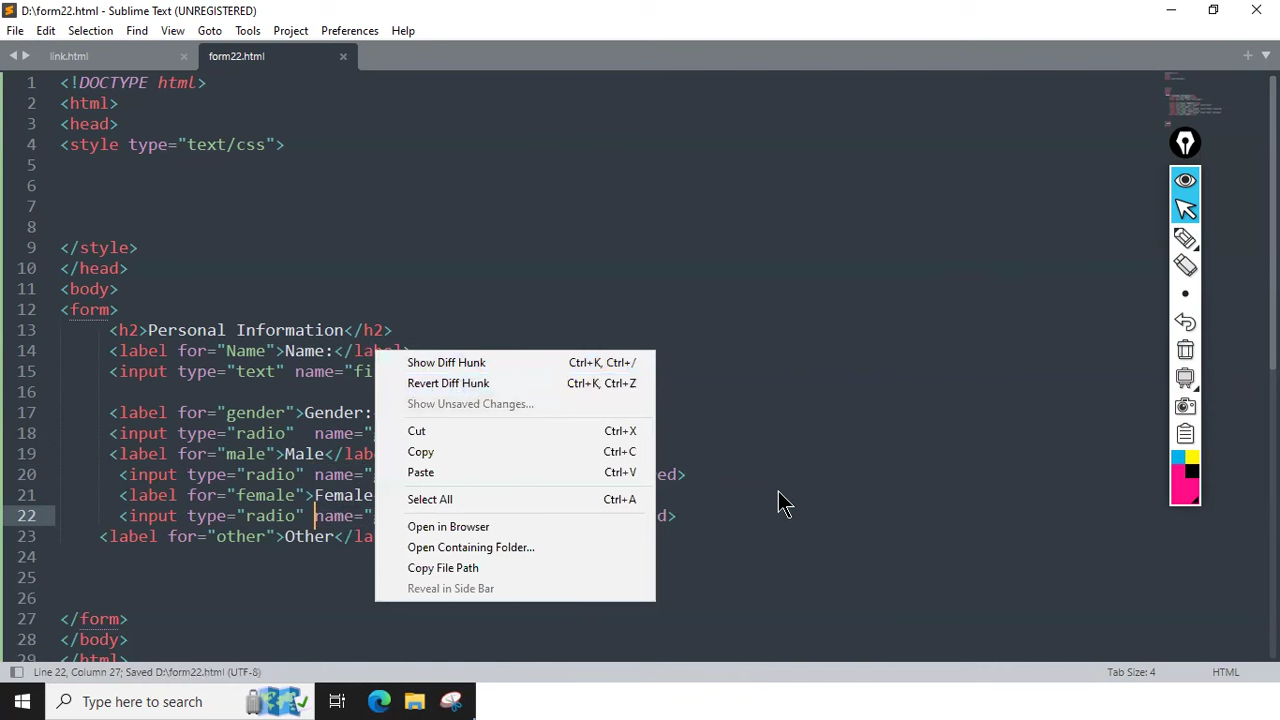 D:\form22.html - Sublime Text (UNREGISTERED)
File Edit Selection Find View Goto Tools Project Preferences Help
link.html form22.html
1 <!DOCTYPE html>
2 <html>
3 <head>
4 <style type="text/css">
5
6
7
8
9 </style>
10 </head>
11 <body>
12 <form>
13 <h2>Personal Information</h2>
14 <label for="Name">Name:</label>
15 <input type="text" name="fi
16
17 <label for="gender">Gender:
18 <input type="radio"  name="
19 <label for="male">Male</lab
20 <input type="radio" name=" ed>
21 <label for="female">Female
22 <input type="radio" name=" d>
23 <label for="other">Other</la
24
25
26
27 </form>
28 </body>
29 </html>
Show Diff Hunk Ctrl+K, Ctrl+/
Revert Diff Hunk Ctrl+K, Ctrl+Z
Show Unsaved Changes...
Cut Ctrl+X
Copy Ctrl+C
Paste Ctrl+V
Select All Ctrl+A
Open in Browser
Open Containing Folder...
Copy File Path
Reveal in Side Bar
Line 22, Column 27; Saved D:\form22.html (UTF-8) Tab Size: 4 HTML
Type here to search